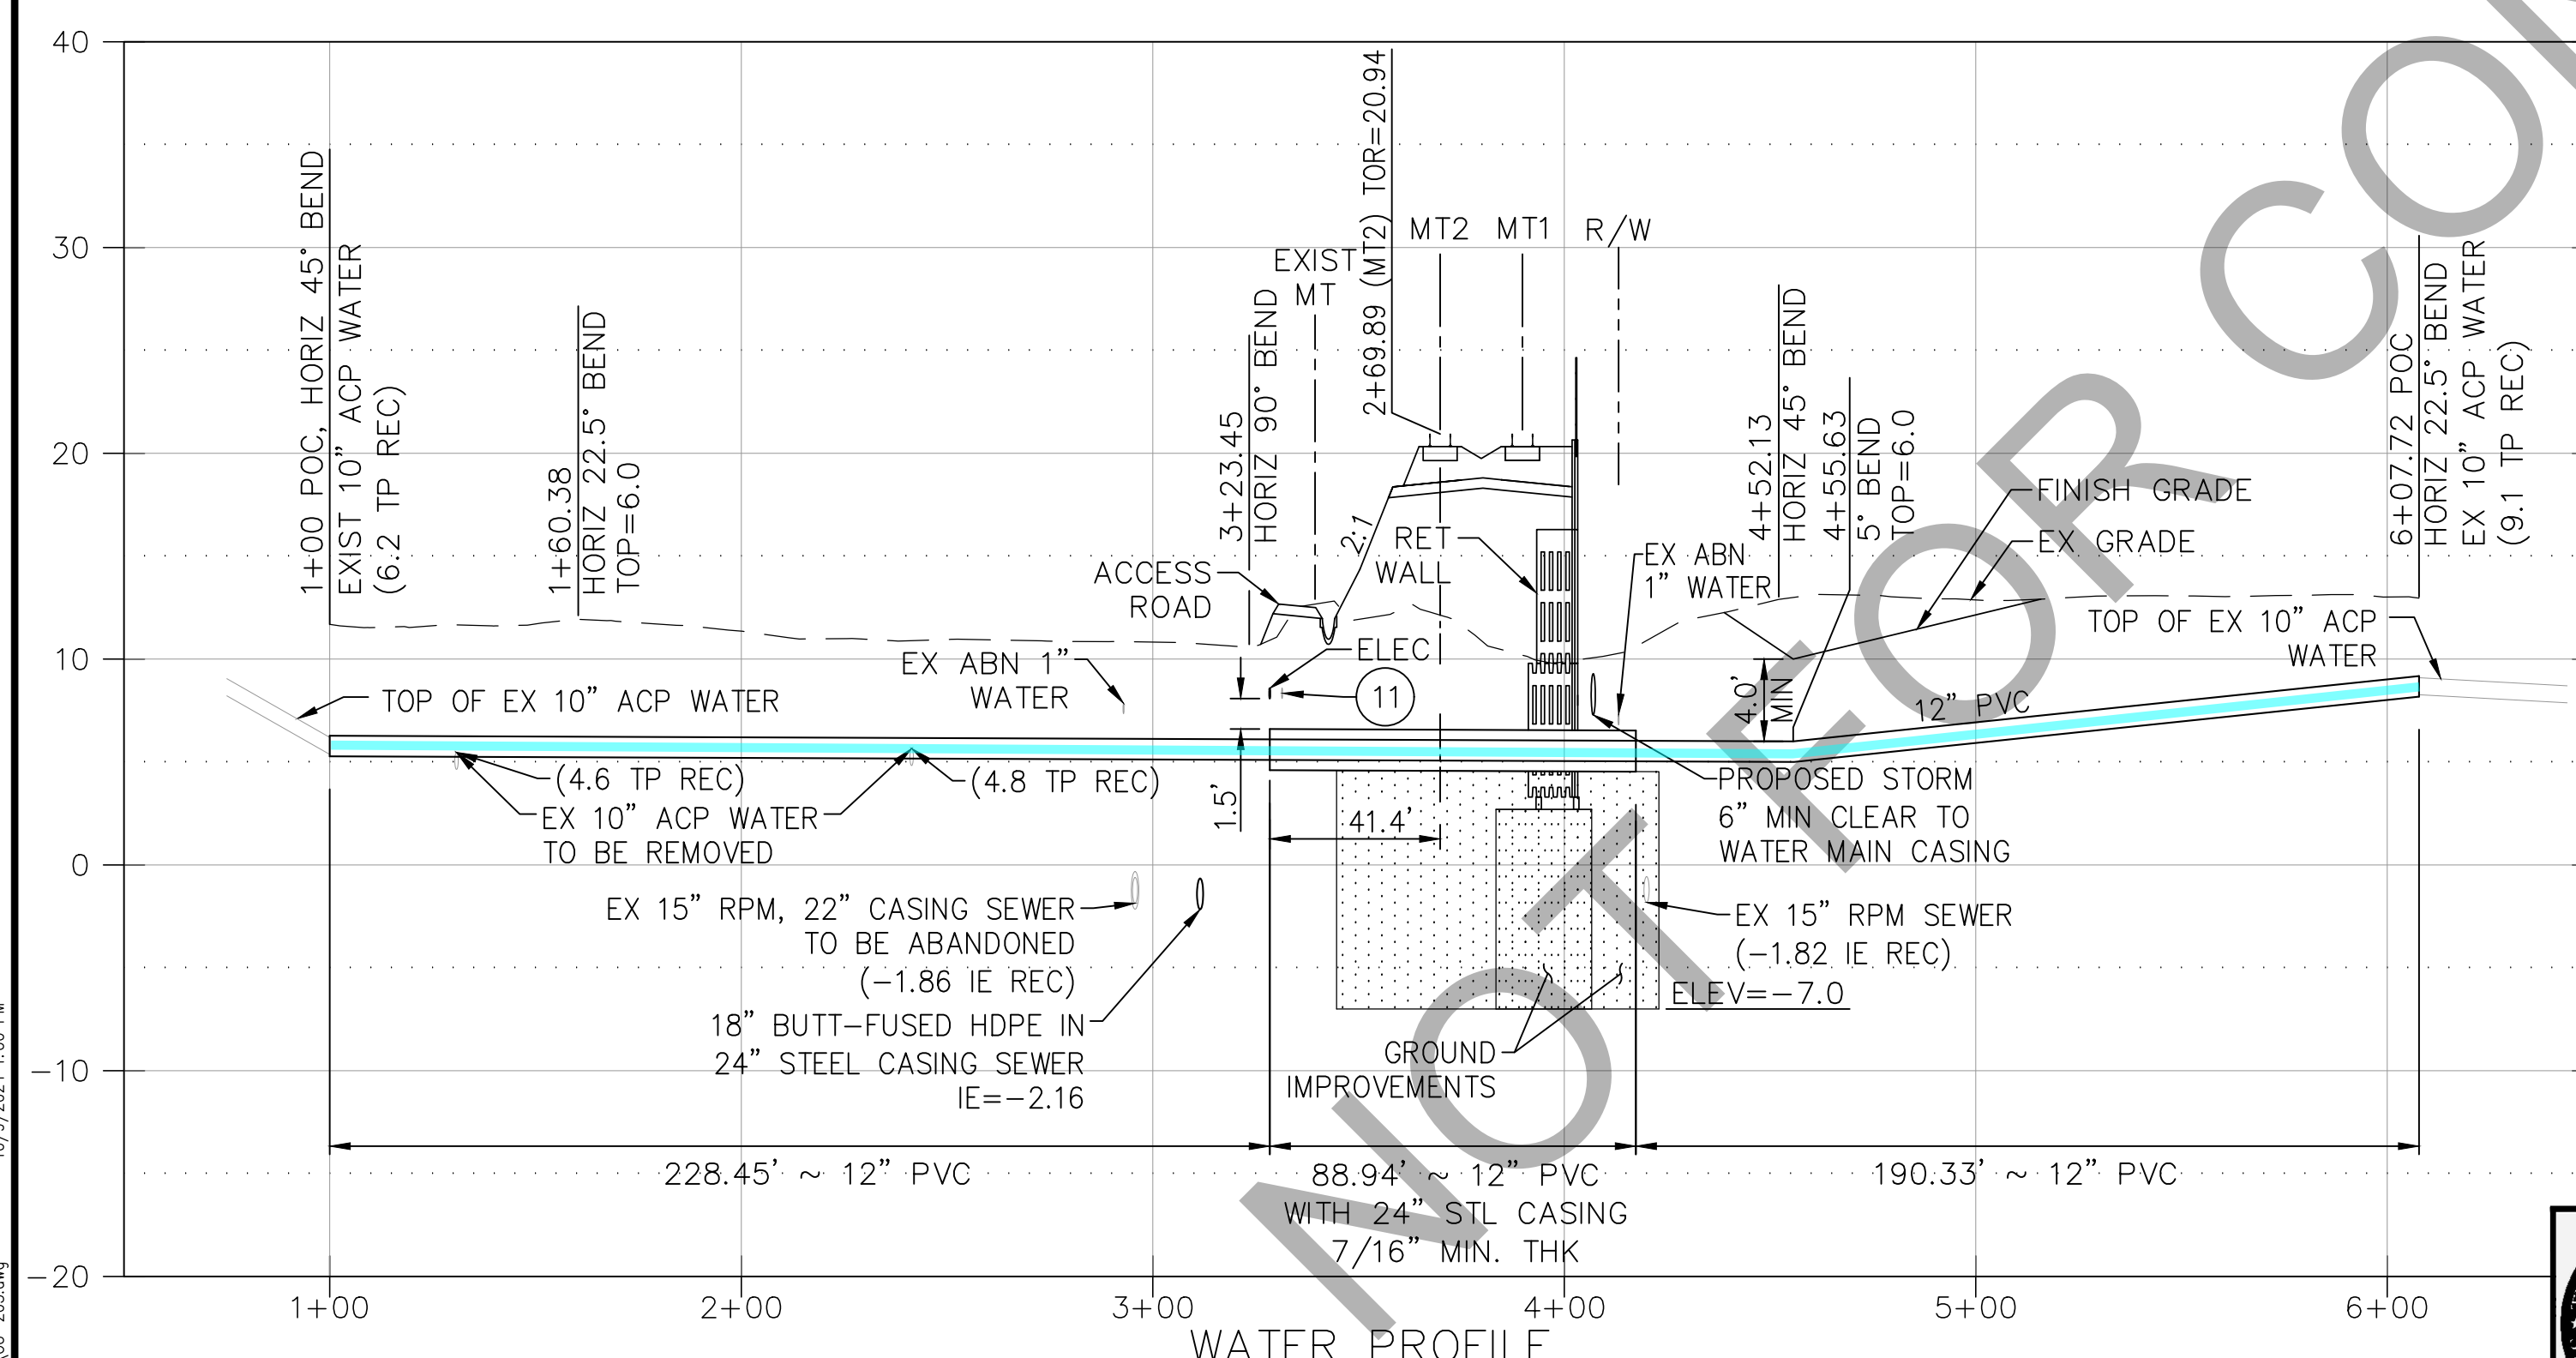 40
30
20
10
0
-10
-20
1+00 POC, HORIZ 45° BEND
EXIST 10" ACP WATER
(6.2 TP REC)
1+60.38
HORIZ 22.5° BEND
TOP=6.0
3+23.45
HORIZ 90° BEND
EXIST
MT
2+69.89 (MT2) TOR=20.94
MT2
MT1
R/W
4+52.13
HORIZ 45° BEND
4+55.63
5° BEND
TOP=6.0
6+07.72 POC
HORIZ 22.5° BEND
EX 10" ACP WATER
(9.1 TP REC)
FINISH GRADE
EX GRADE
2:1
RET
WALL
EX ABN
1" WATER
ACCESS
ROAD
TOP OF EX 10" ACP
WATER
ELEC
11
EX ABN 1"
WATER
TOP OF EX 10" ACP WATER
4.0'
MIN
12" PVC
(4.6 TP REC)
(4.8 TP REC)
EX 10" ACP WATER
TO BE REMOVED
1.5'
41.4'
PROPOSED STORM
6" MIN CLEAR TO
WATER MAIN CASING
EX 15" RPM, 22" CASING SEWER
TO BE ABANDONED
(-1.86 IE REC)
EX 15" RPM SEWER
(-1.82 IE REC)
ELEV=-7.0
18" BUTT-FUSED HDPE IN
24" STEEL CASING SEWER
IE=-2.16
GROUND
IMPROVEMENTS
228.45' ~ 12" PVC
88.94' ~ 12" PVC
WITH 24" STL CASING
7/16" MIN. THK
190.33' ~ 12" PVC
1+00
2+00
3+00
4+00
5+00
6+00
WATER PROFILE
NOT FOR CON